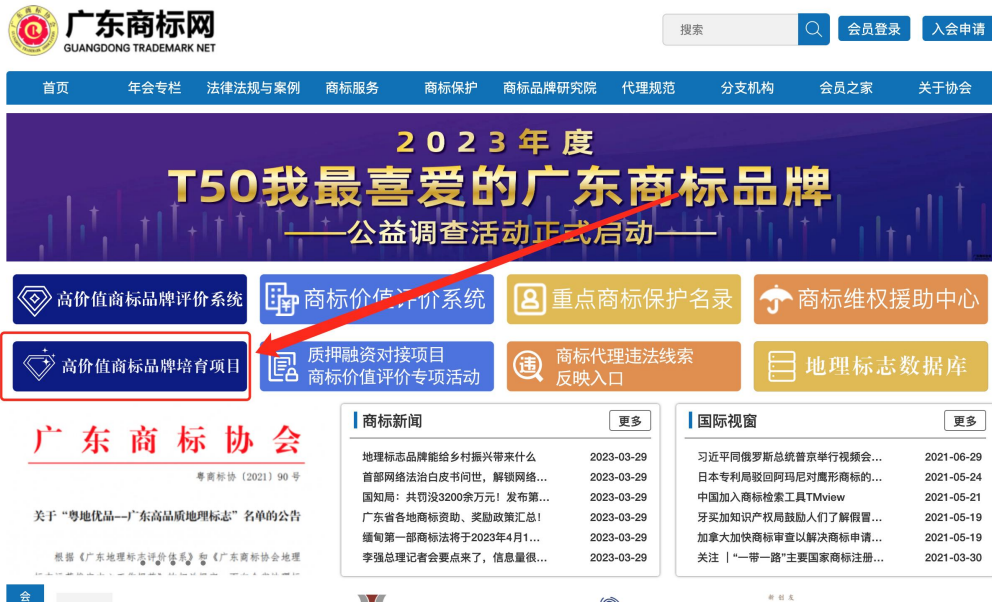 广东商标网
GUANGDONG TRADEMARK NET
搜索
会员登录
入会申请
首页 年会专栏 法律法规与案例 商标服务 商标保护 商标品牌研究院 代理规范 分支机构 会员之家 关于协会
2023年度
T50我最喜爱的广东商标品牌
——公益调查活动正式启动——
高价值商标品牌评价系统
商标价值评价系统
重点商标保护名录
商标维权援助中心
高价值商标品牌培育项目
质押融资对接项目
商标价值评价专项活动
商标代理违法线索
反映入口
地理标志数据库
广东商标协会
粤商标协〔2021〕90号
关于“粤地优品——广东高品质地理标志”名单的公告
根据《广东地理标志评价体系》和《广东商标协会地理
商标新闻 更多
地理标志品牌能给乡村振兴带来什么 2023-03-29
首部网络法治白皮书问世，解锁网络... 2023-03-29
国知局：共罚没3200余万元！发布第... 2023-03-29
广东省各地商标资助、奖励政策汇总! 2023-03-29
缅甸第一部商标法将于2023年4月1... 2023-03-29
李强总理记者会要点来了，信息量很... 2023-03-29
国际视窗 更多
习近平同俄罗斯总统普京举行视频会... 2021-06-29
日本专利局驳回阿玛尼对鹰形商标的... 2021-05-24
中国加入商标检索工具TMview 2021-05-21
牙买加知识产权局鼓励人们了解假冒... 2021-05-19
加拿大加快商标审查以解决商标申请... 2021-05-19
关注 | “一带一路”主要国家商标注册... 2021-03-30
会